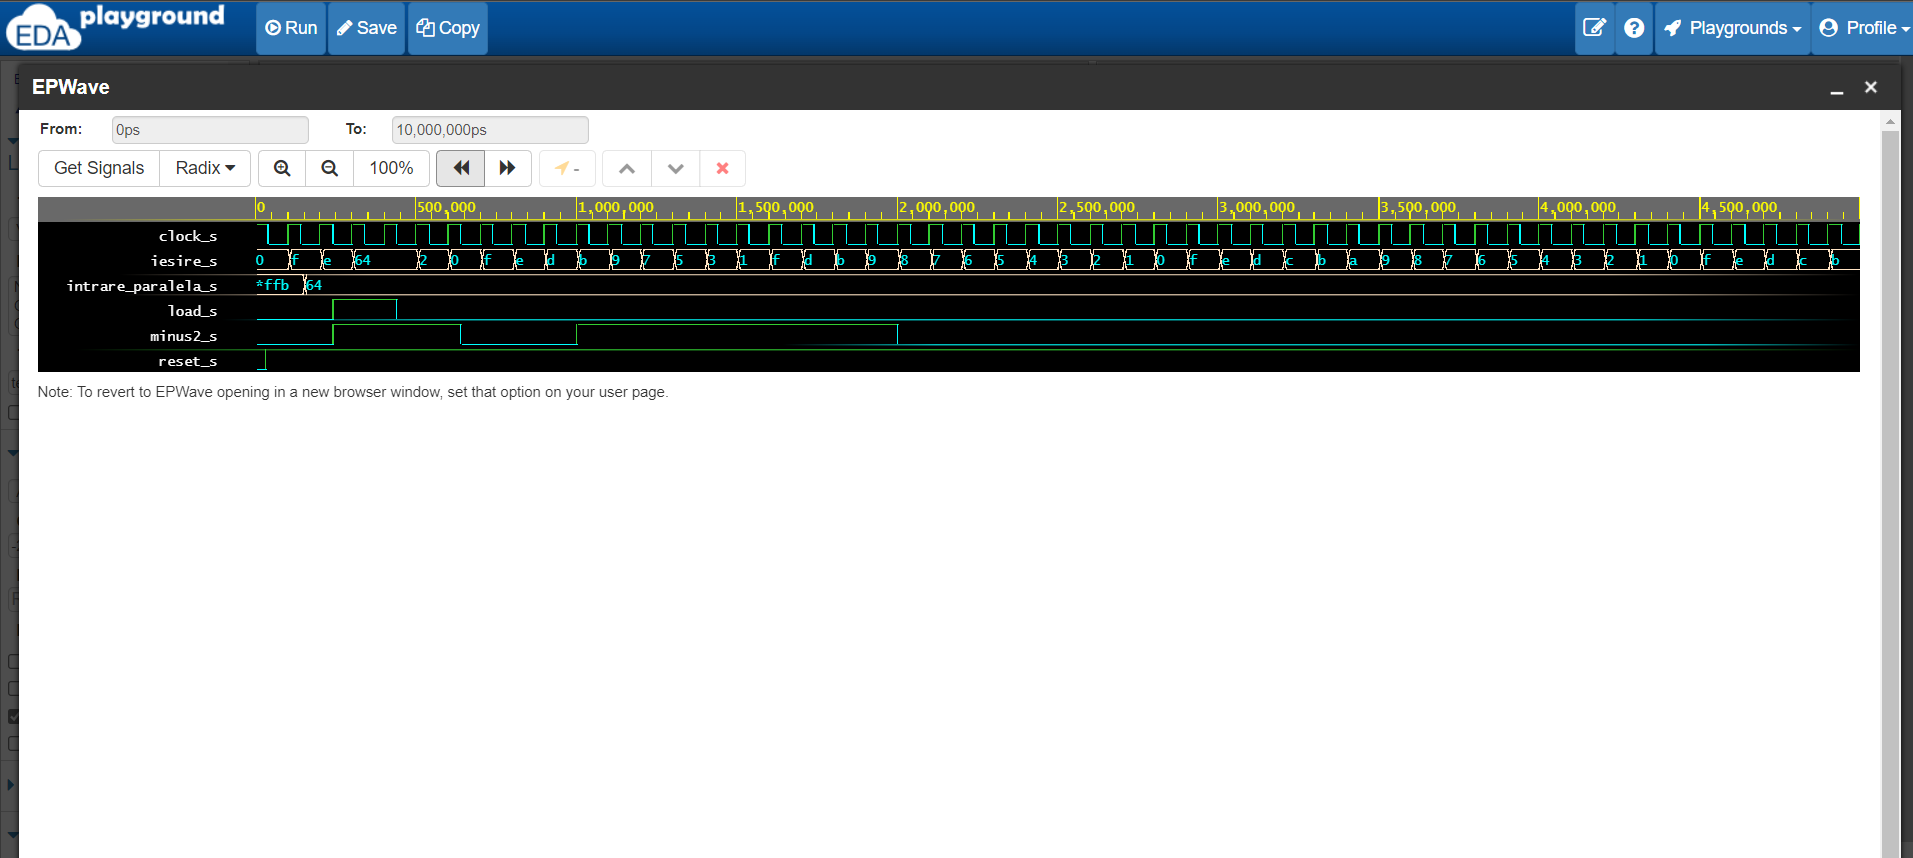 EDA playground
Run Save Copy Playgrounds Profile
EPWave
From: 0ps To: 10,000,000ps
Get Signals Radix 100% -
0 500,000 1,000,000 1,500,000 2,000,000 2,500,000 3,000,000 3,500,000 4,000,000 4,500,000
clock_s
iesire_s 0 f e 64 2 0 f e d b 9 7 5 3 1 f d b 9 8 7 6 5 4 3 2 1 0 f e d c b a 9 8 7 6 5 4 3 2 1 0 f e d c b
intrare_paralela_s *ffb 64
load_s
minus2_s
reset_s
Note: To revert to EPWave opening in a new browser window, set that option on your user page.